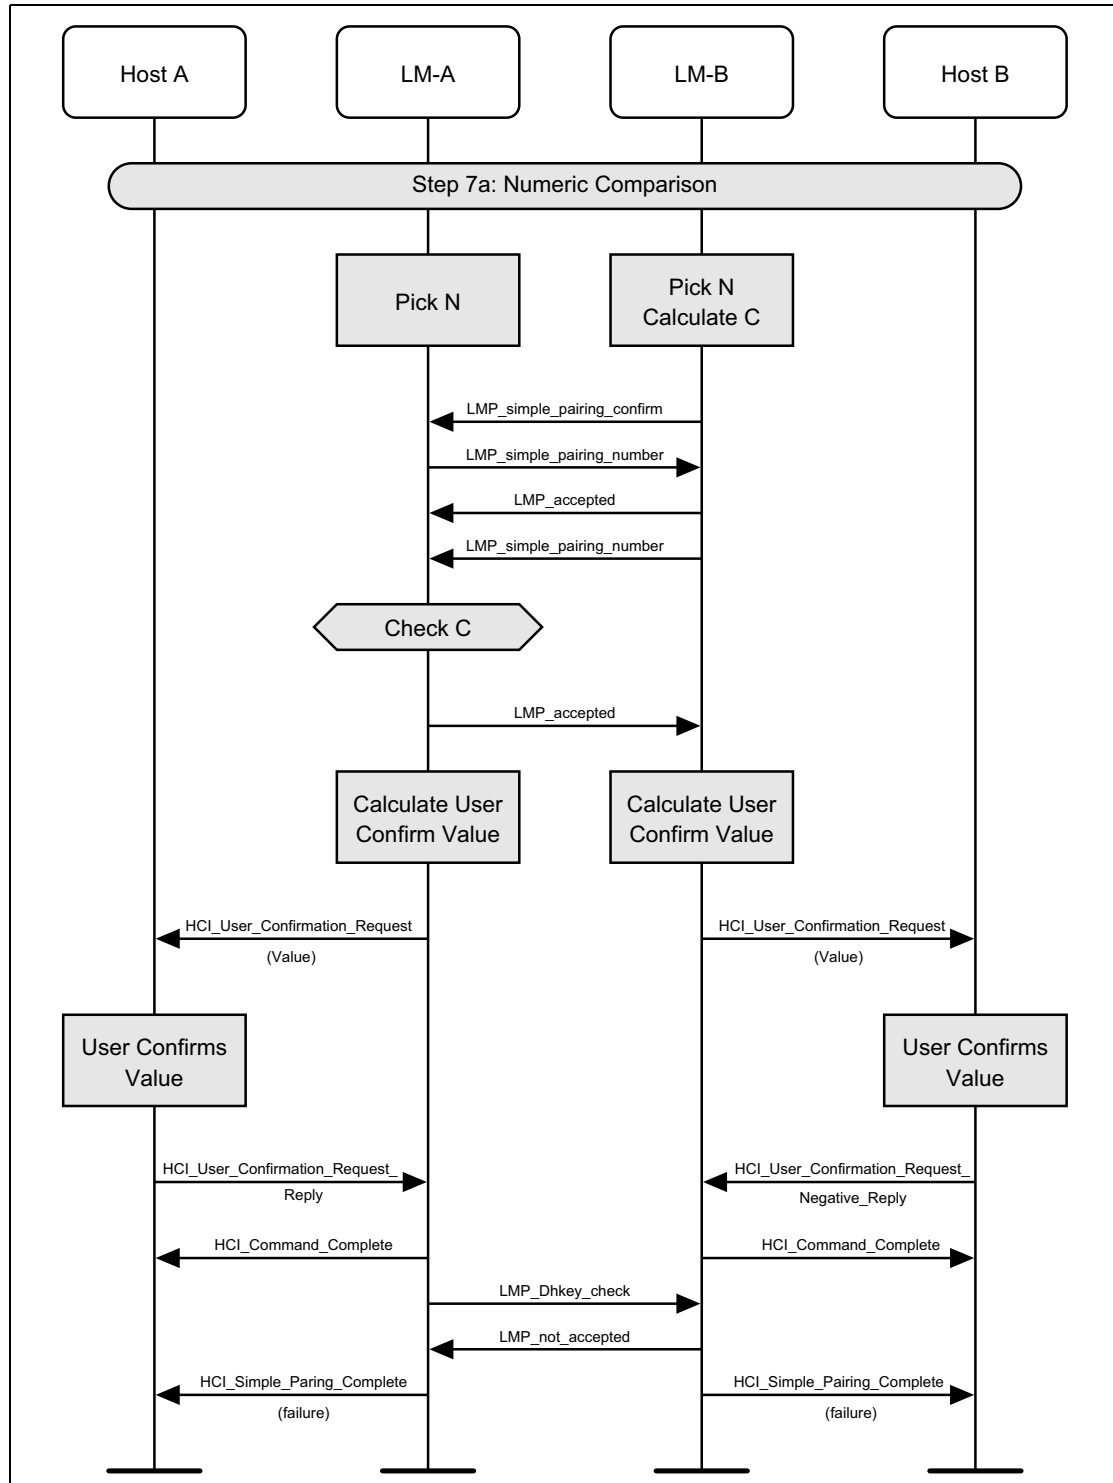 Host A
LM-A
LM-B
Host B
Step 7a: Numeric Comparison
Pick N
Pick N
Calculate C
LMP_simple_pairing_confirm
LMP_simple_pairing_number
LMP_accepted
LMP_simple_pairing_number
Check C
LMP_accepted
Calculate User
Confirm Value
Calculate User
Confirm Value
HCI_User_Confirmation_Request
(Value)
HCI_User_Confirmation_Request
(Value)
User Confirms
Value
User Confirms
Value
HCI_User_Confirmation_Request_
Reply
HCI_User_Confirmation_Request_
Negative_Reply
HCI_Command_Complete
HCI_Command_Complete
LMP_Dhkey_check
LMP_not_accepted
HCI_Simple_Paring_Complete
(failure)
HCI_Simple_Pairing_Complete
(failure)